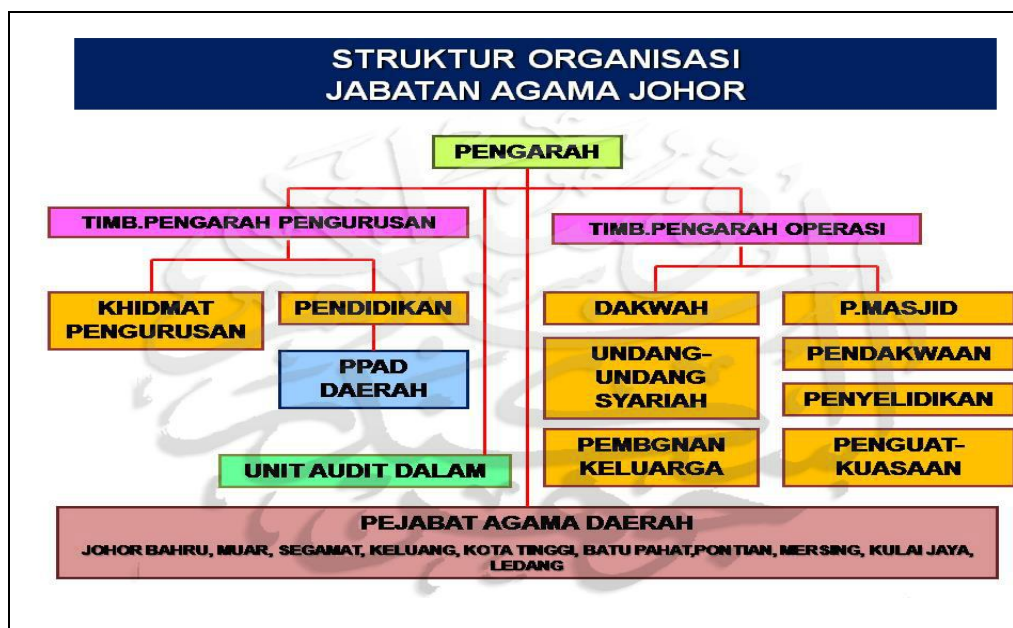 STRUKTUR ORGANISASI
JABATAN AGAMA JOHOR
PENGARAH
TIMB.PENGARAH PENGURUSAN
TIMB.PENGARAH OPERASI
KHIDMAT
PENGURUSAN
PENDIDIKAN
PPAD
DAERAH
DAKWAH
UNDANG-
UNDANG
SYARIAH
PEMBGNAN
KELUARGA
P.MASJID
PENDAKWAAN
PENYELIDIKAN
PENGUAT-
KUASAAN
UNIT AUDIT DALAM
PEJABAT AGAMA DAERAH
JOHOR BAHRU, MUAR, SEGAMAT, KELUANG, KOTA TINGGI, BATU PAHAT,PONTIAN, MERSING, KULAI JAYA,
LEDANG